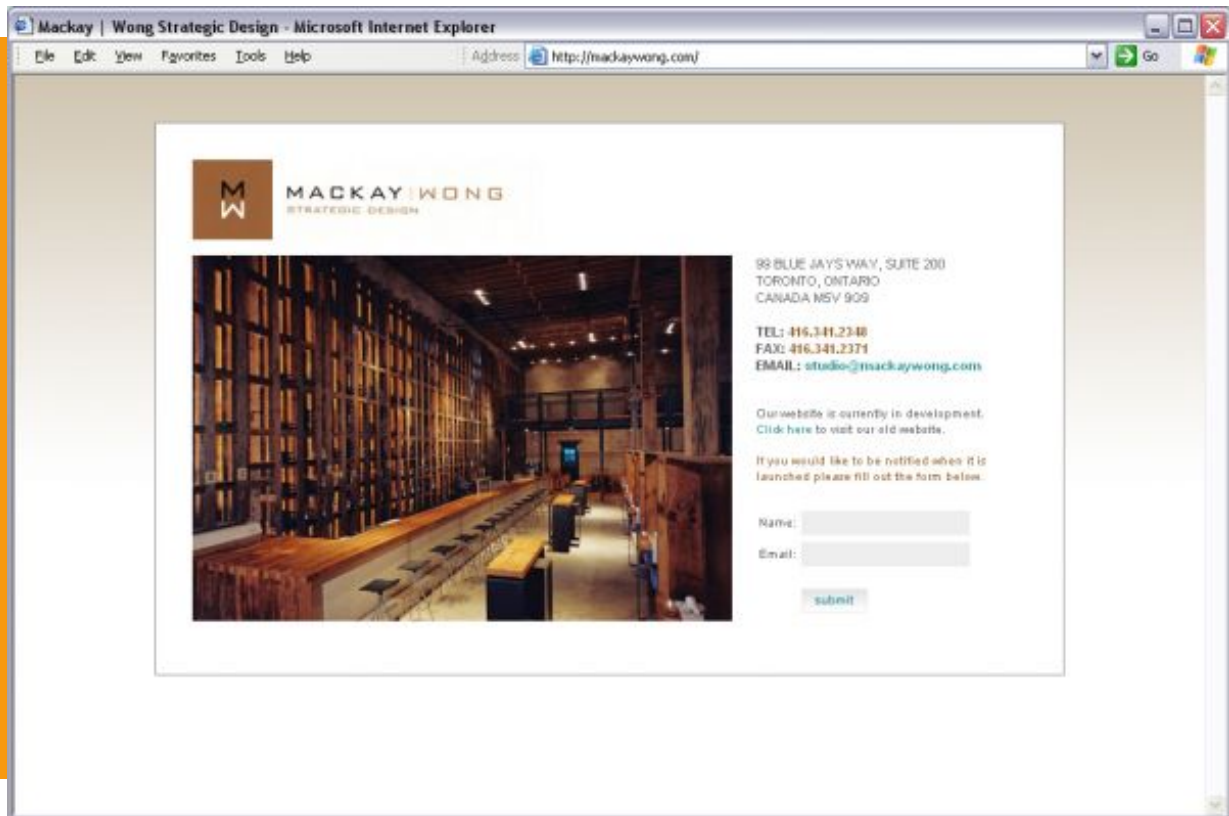 Mackay | Wong Strategic Design - Microsoft Internet Explorer
File Edit View Favorites Tools Help Address http://mackaywong.com/ Go
MW
MACKAY WONG
STRATEGIC DESIGN
99 BLUE JAYS WAY, SUITE 200
TORONTO, ONTARIO
CANADA M5V 9G9
TEL: 416.341.2348
FAX: 416.341.2371
EMAIL: studio@mackaywong.com
Our website is currently in development.
Click here to visit our old website.
If you would like to be notified when it is
launched please fill out the form below.
Name:
Email:
submit